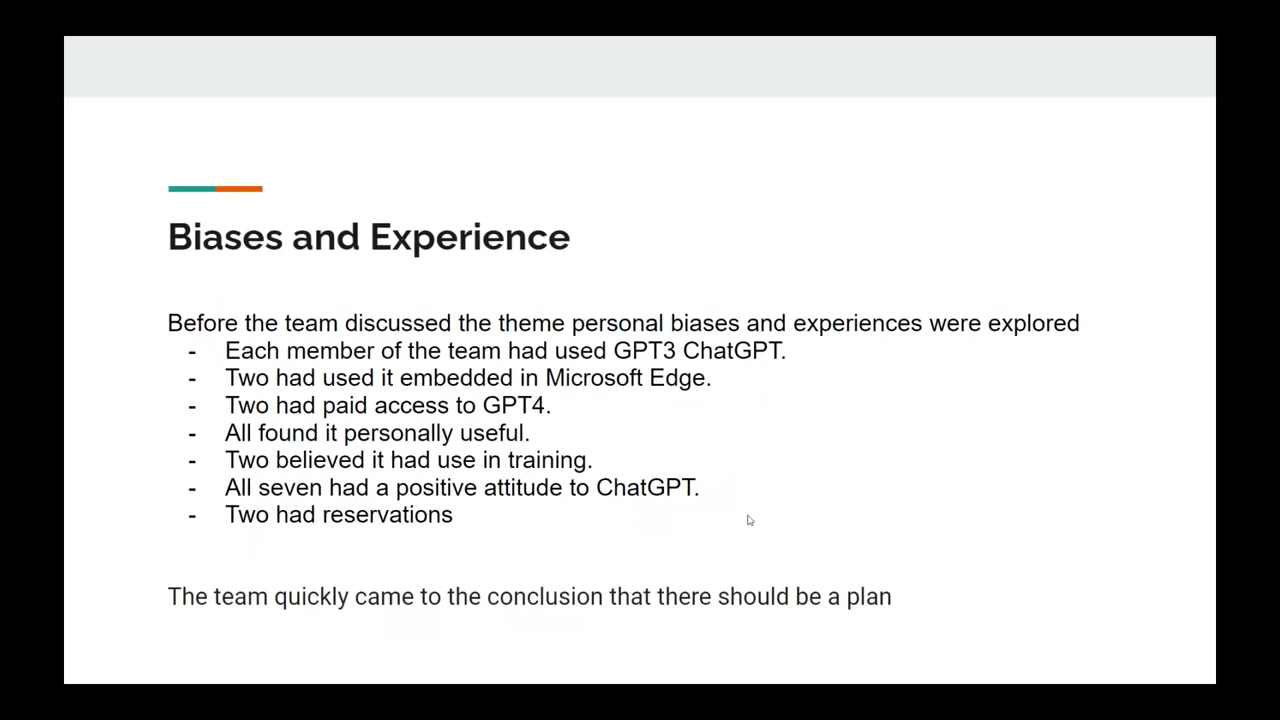 Biases and Experience
Before the team discussed the theme personal biases and experiences were explored
- Each member of the team had used GPT3 ChatGPT.
- Two had used it embedded in Microsoft Edge.
- Two had paid access to GPT4.
- All found it personally useful.
- Two believed it had use in training.
- All seven had a positive attitude to ChatGPT.
- Two had reservations
The team quickly came to the conclusion that there should be a plan